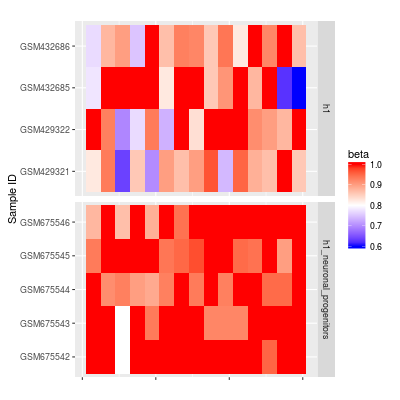 Sample ID
GSM432686
GSM432685
GSM429322
GSM429321
GSM675546
GSM675545
GSM675544
GSM675543
GSM675542
h1
h1_neuronal_progenitors
beta
1.0
0.9
0.8
0.7
0.6